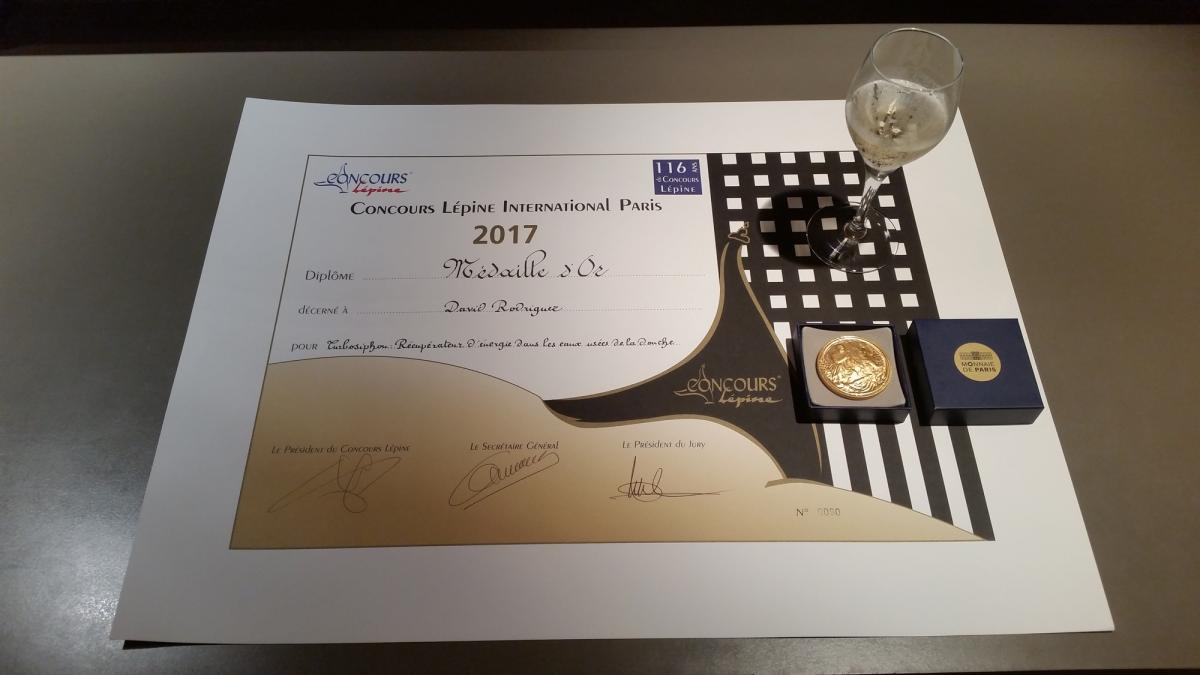 CONCOURS®
Lépine
116 ANS
du CONCOURS
LÉPINE
CONCOURS LÉPINE INTERNATIONAL PARIS
2017
DIPLÔME Médaille d'Or
DÉCERNÉ À David Rodriguez
POUR Turbosiphon: Récupérateur d'énergie dans les eaux usées de la douche
CONCOURS®
Lépine
MONNAIE
DE PARIS
LE PRÉSIDENT DU CONCOURS LÉPINE
LE SECRÉTAIRE GÉNÉRAL
LE PRÉSIDENT DU JURY
N°